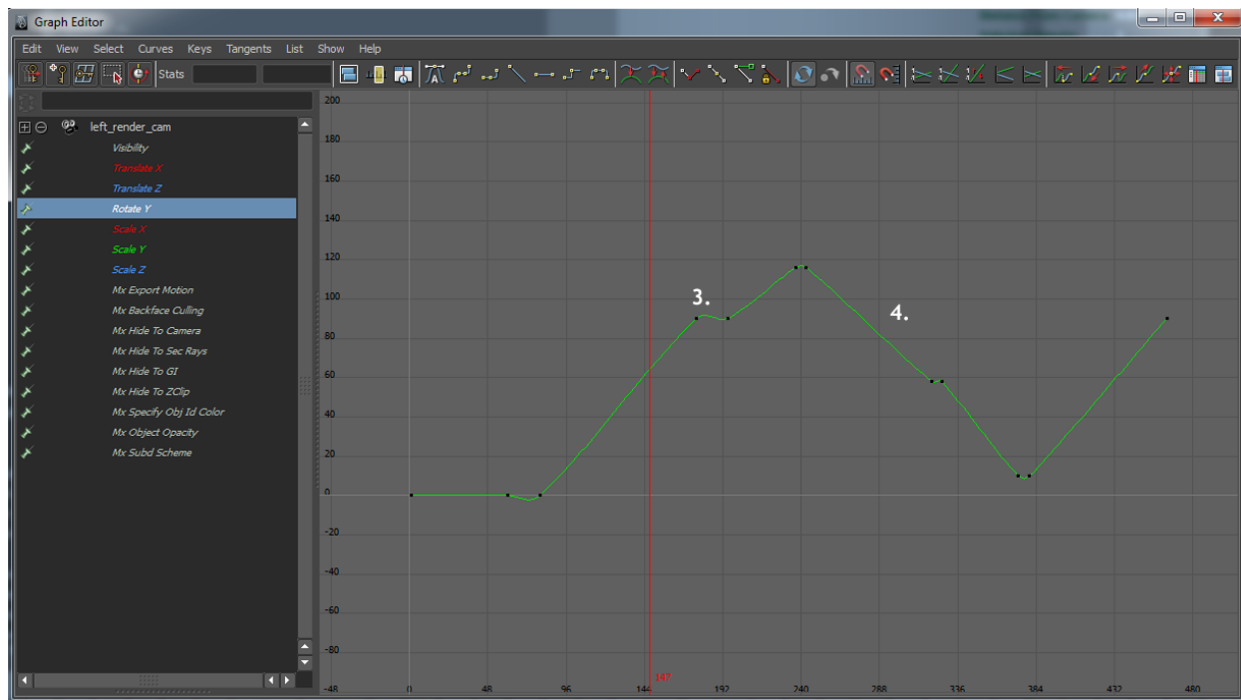 Graph Editor
Edit View Select Curves Keys Tangents List Show Help
Stats
left_render_cam
Visibility
Translate X
Translate Z
Rotate Y
Scale X
Scale Y
Scale Z
Mx Export Motion
Mx Backface Culling
Mx Hide To Camera
Mx Hide To Sec Rays
Mx Hide To GI
Mx Hide To ZClip
Mx Specify Obj Id Color
Mx Object Opacity
Mx Subd Scheme
200
180
160
140
120
100
80
60
40
20
0
-20
-40
-60
-80
3.
4.
147
-48 0 48 96 144 192 240 288 336 384 432 480